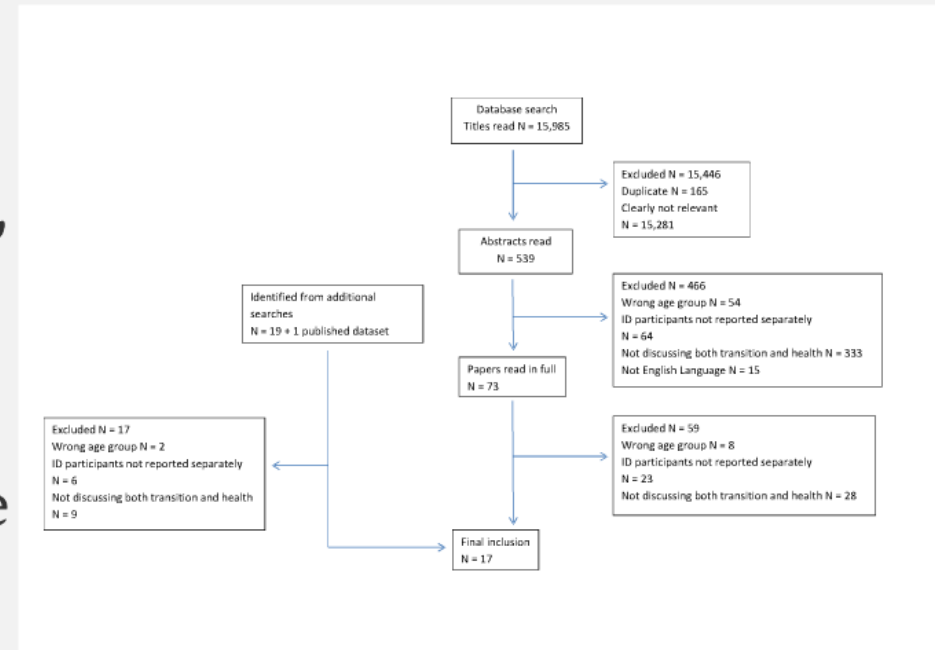 Database search
Titles read N = 15,985
Excluded N = 15,446
Duplicate N = 165
Clearly not relevant
N = 15,281
Abstracts read
N = 539
Excluded N = 466
Wrong age group N = 54
ID participants not reported separately
N = 64
Not discussing both transition and health N = 333
Not English Language N = 15
Identified from additional
searches
N = 19 + 1 published dataset
Papers read in full
N = 73
Excluded N = 59
Wrong age group N = 8
ID participants not reported separately
N = 23
Not discussing both transition and health N = 28
Excluded N = 17
Wrong age group N = 2
ID participants not reported separately
N = 6
Not discussing both transition and health
N = 9
Final inclusion
N = 17